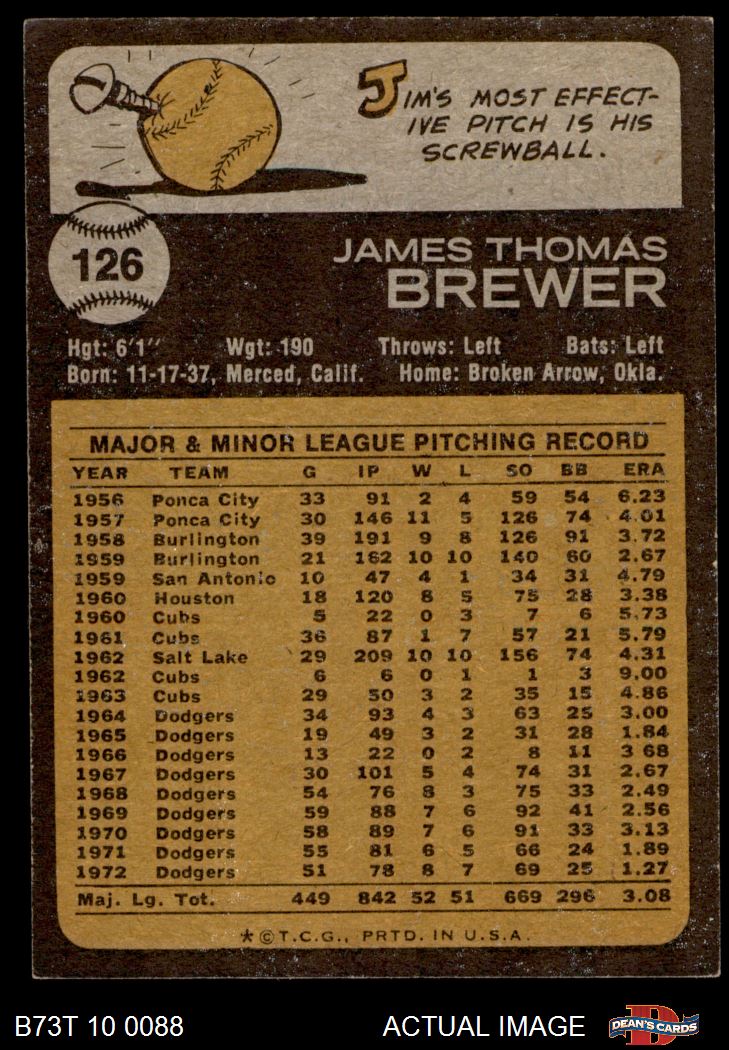 JIM'S MOST EFFECT-
IVE PITCH IS HIS
SCREWBALL.
126
JAMES THOMAS
BREWER
Hgt: 6'1" Wgt: 190 Throws: Left Bats: Left
Born: 11-17-37, Merced, Calif. Home: Broken Arrow, Okla.
MAJOR & MINOR LEAGUE PITCHING RECORD
YEAR TEAM G IP W L SO BB ERA
1956 Ponca City 33 91 2 4 59 54 6.23
1957 Ponca City 30 146 11 5 126 74 4.01
1958 Burlington 39 191 9 8 126 91 3.72
1959 Burlington 21 162 10 10 140 60 2.67
1959 San Antonio 10 47 4 1 34 31 4.79
1960 Houston 18 120 8 5 75 28 3.38
1960 Cubs 5 22 0 3 7 6 5.73
1961 Cubs 36 87 1 7 57 21 5.79
1962 Salt Lake 29 209 10 10 156 74 4.31
1962 Cubs 6 6 0 1 1 3 9.00
1963 Cubs 29 50 3 2 35 15 4.86
1964 Dodgers 34 93 4 3 63 25 3.00
1965 Dodgers 19 49 3 2 31 28 1.84
1966 Dodgers 13 22 0 2 8 11 3 68
1967 Dodgers 30 101 5 4 74 31 2.67
1968 Dodgers 54 76 8 3 75 33 2.49
1969 Dodgers 59 88 7 6 92 41 2.56
1970 Dodgers 58 89 7 6 91 33 3.13
1971 Dodgers 55 81 6 5 66 24 1.89
1972 Dodgers 51 78 8 7 69 25 1.27
Maj. Lg. Tot. 449 842 52 51 669 296 3.08
★©T.C.G., PRTD. IN U.S.A.
B73T 10 0088 ACTUAL IMAGE D DEAN'S CARDS